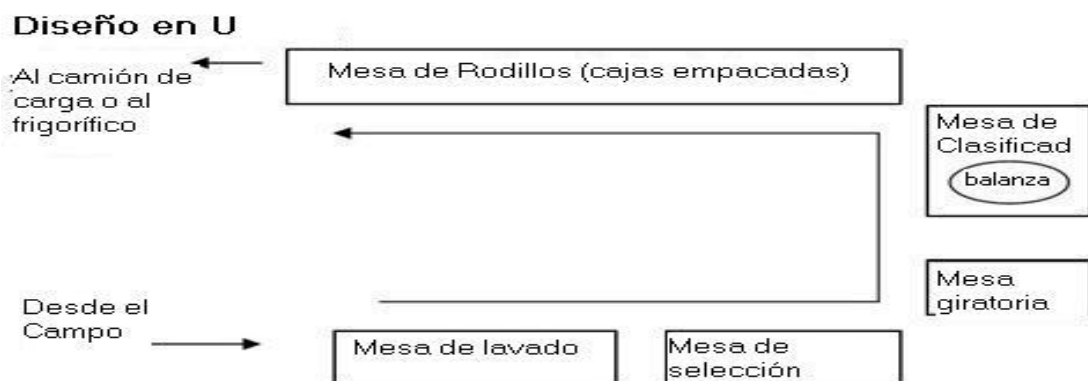 Diseño en U
Al camión de
carga o al
frigorífico
Mesa de Rodillos (cajas empacadas)
Mesa de
Clasificad
balanza
Mesa
giratoria
Desde el
Campo
Mesa de lavado
Mesa de
selección